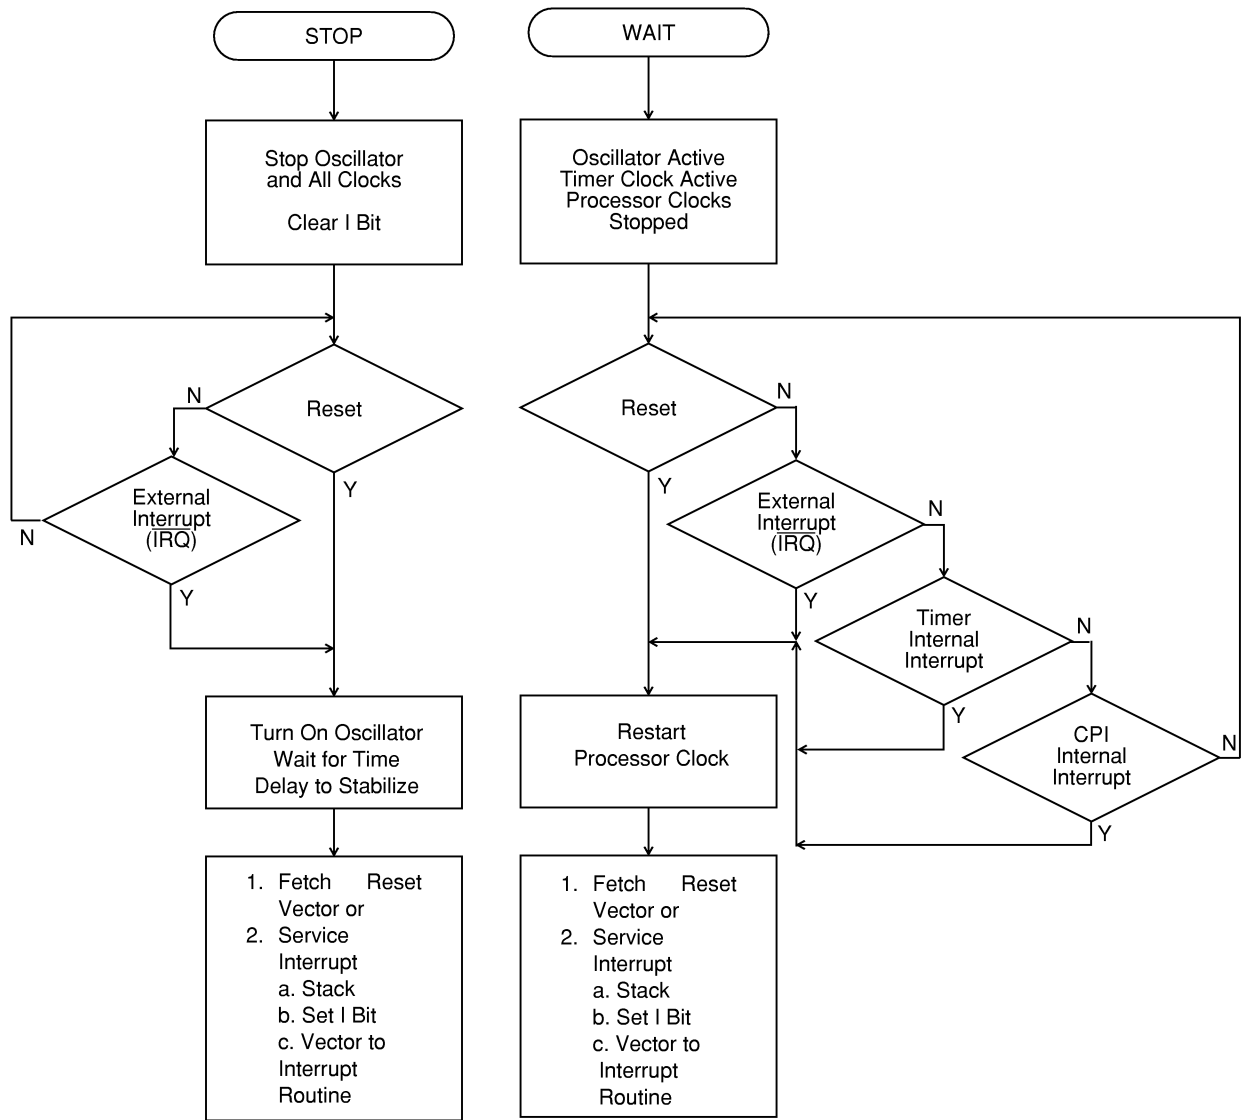 STOP
Stop Oscillator
and All Clocks
Clear I Bit
Reset
N
Y
External
Interrupt
(IRQ)
N
Y
Turn On Oscillator
Wait for Time
Delay to Stabilize
1. Fetch Reset
Vector or
2. Service
Interrupt
a. Stack
b. Set I Bit
c. Vector to
Interrupt
Routine
WAIT
Oscillator Active
Timer Clock Active
Processor Clocks
Stopped
Reset
N
Y
External
Interrupt
(IRQ)
N
Y
Timer
Internal
Interrupt
N
Y
CPI
Internal
Interrupt
N
Y
Restart
Processor Clock
1. Fetch Reset
Vector or
2. Service
Interrupt
a. Stack
b. Set I Bit
c. Vector to
Interrupt
Routine